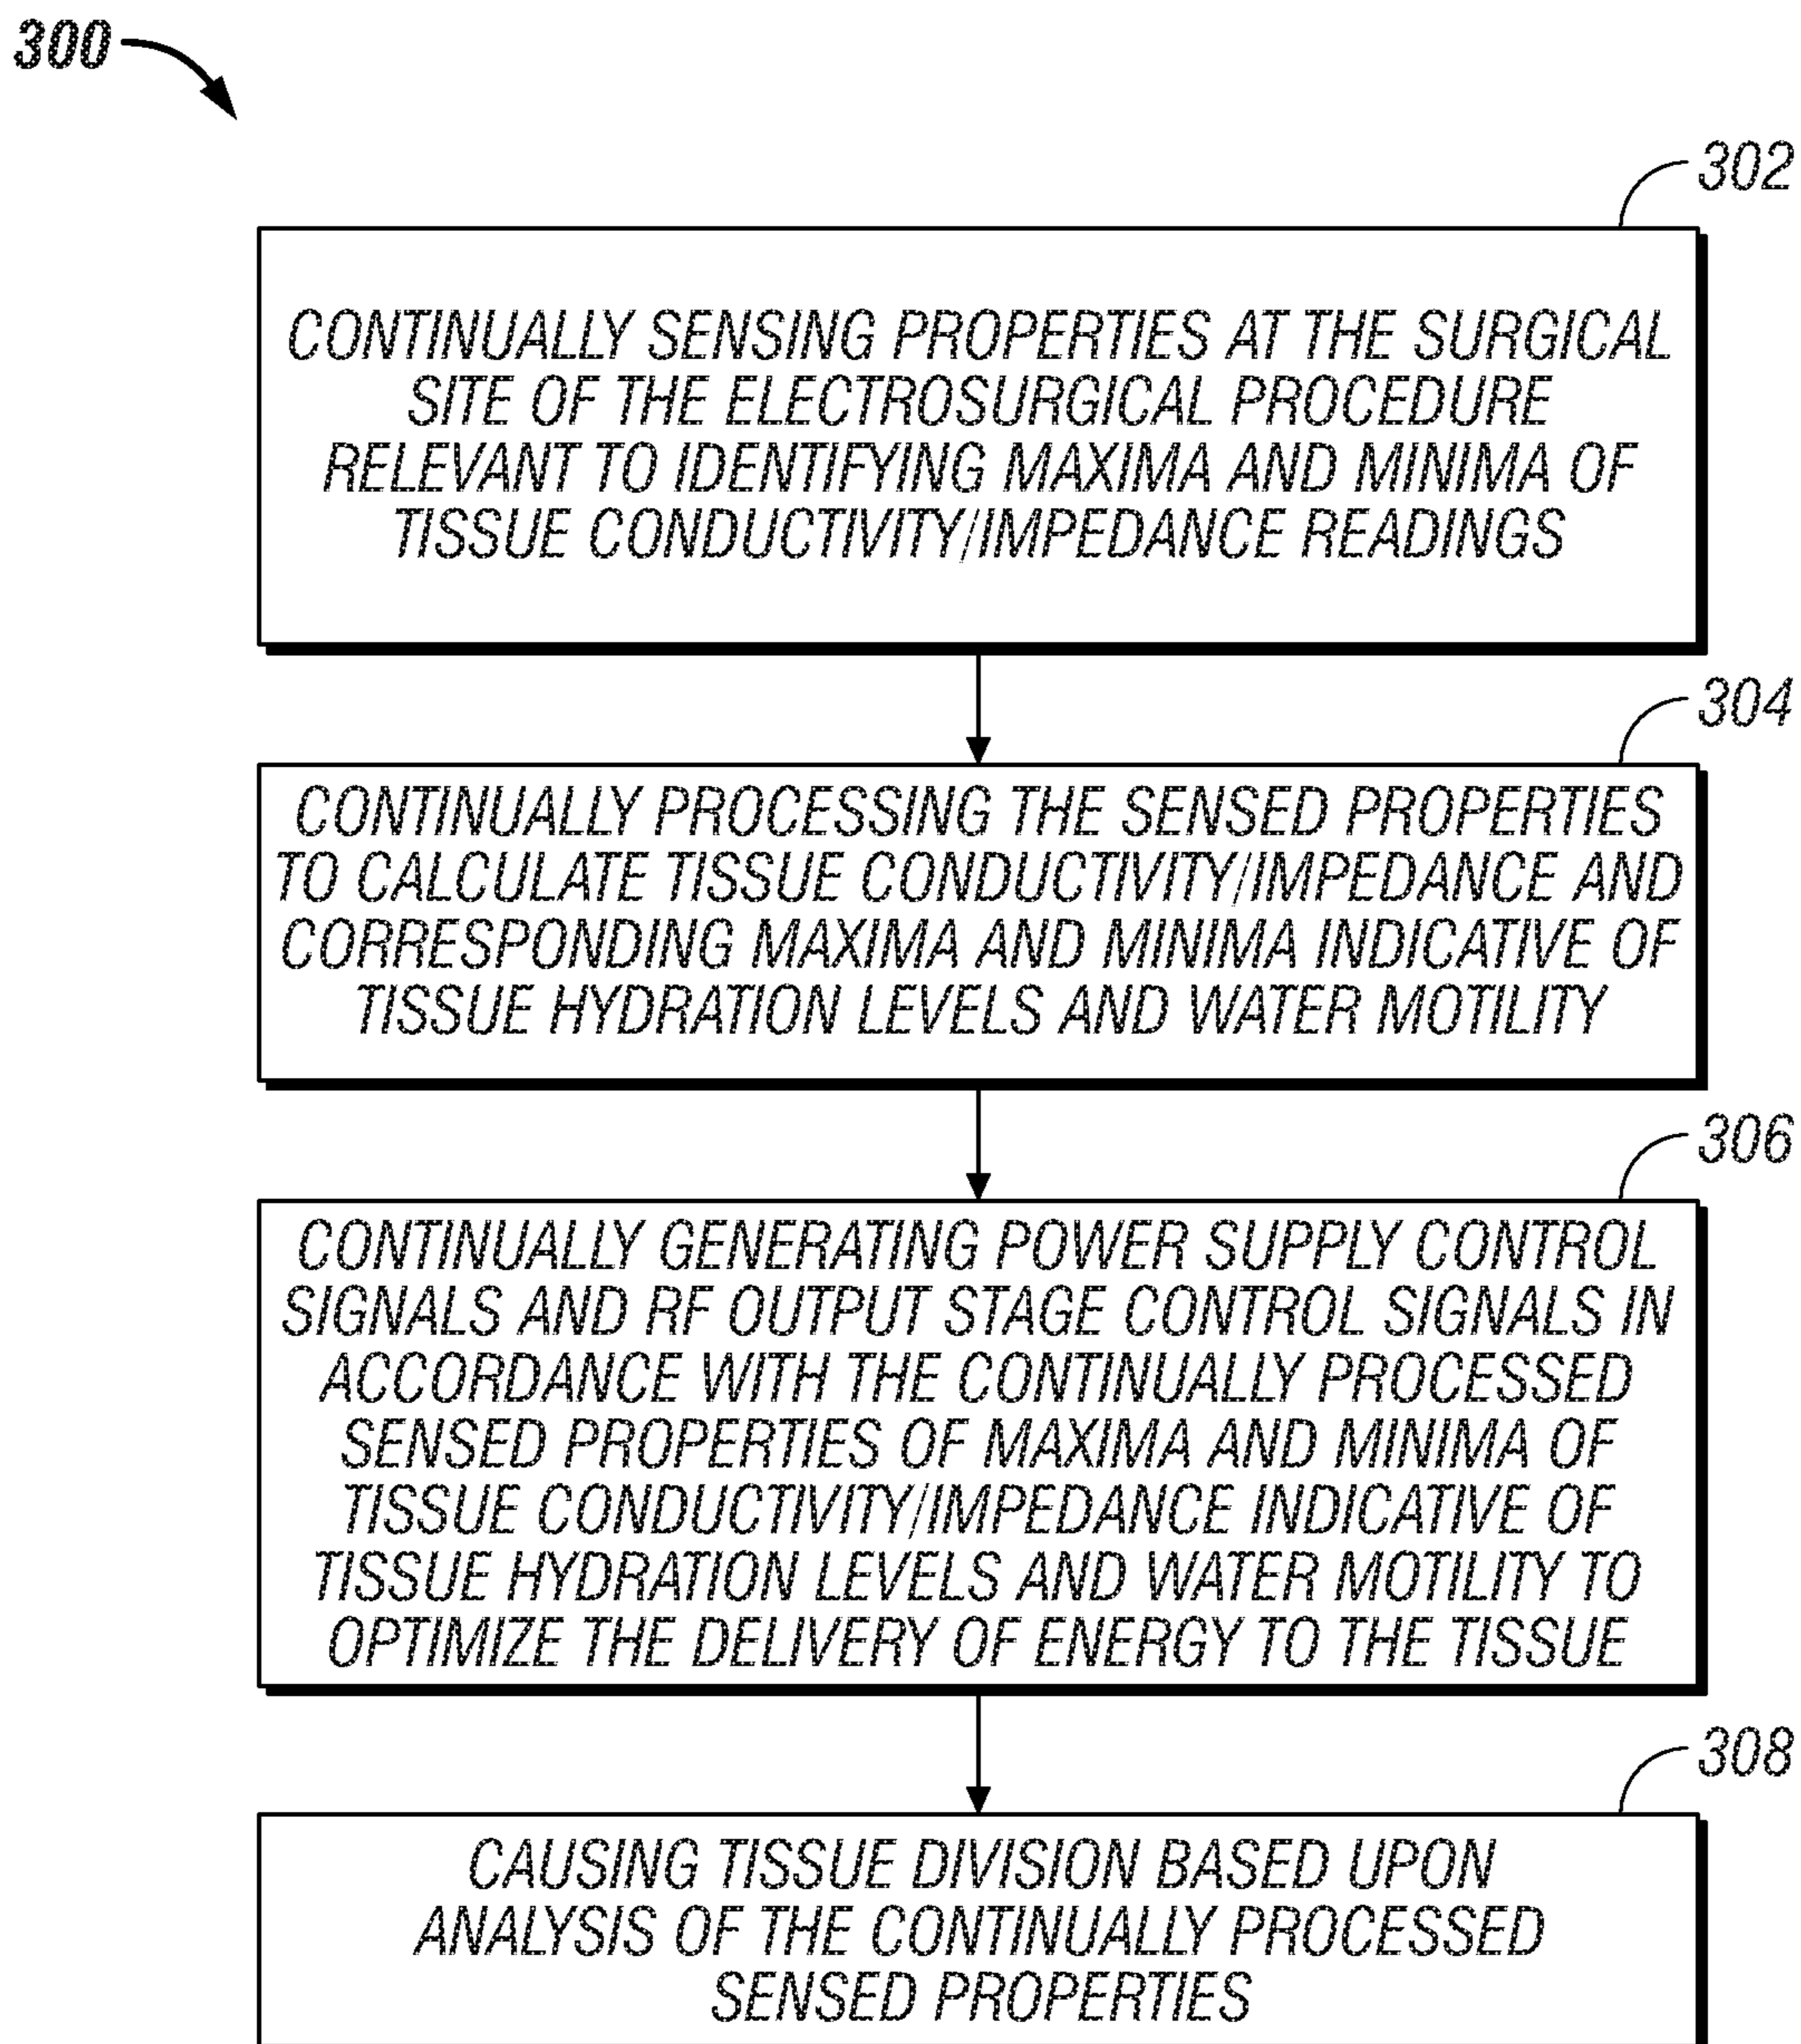 300
302
CONTINUALLY SENSING PROPERTIES AT THE SURGICAL
SITE OF THE ELECTROSURGICAL PROCEDURE
RELEVANT TO IDENTIFYING MAXIMA AND MINIMA OF
TISSUE CONDUCTIVITY/IMPEDANCE READINGS
304
CONTINUALLY PROCESSING THE SENSED PROPERTIES
TO CALCULATE TISSUE CONDUCTIVITY/IMPEDANCE AND
CORRESPONDING MAXIMA AND MINIMA INDICATIVE OF
TISSUE HYDRATION LEVELS AND WATER MOTILITY
306
CONTINUALLY GENERATING POWER SUPPLY CONTROL
SIGNALS AND RF OUTPUT STAGE CONTROL SIGNALS IN
ACCORDANCE WITH THE CONTINUALLY PROCESSED
SENSED PROPERTIES OF MAXIMA AND MINIMA OF
TISSUE CONDUCTIVITY/IMPEDANCE INDICATIVE OF
TISSUE HYDRATION LEVELS AND WATER MOTILITY TO
OPTIMIZE THE DELIVERY OF ENERGY TO THE TISSUE
308
CAUSING TISSUE DIVISION BASED UPON
ANALYSIS OF THE CONTINUALLY PROCESSED
SENSED PROPERTIES